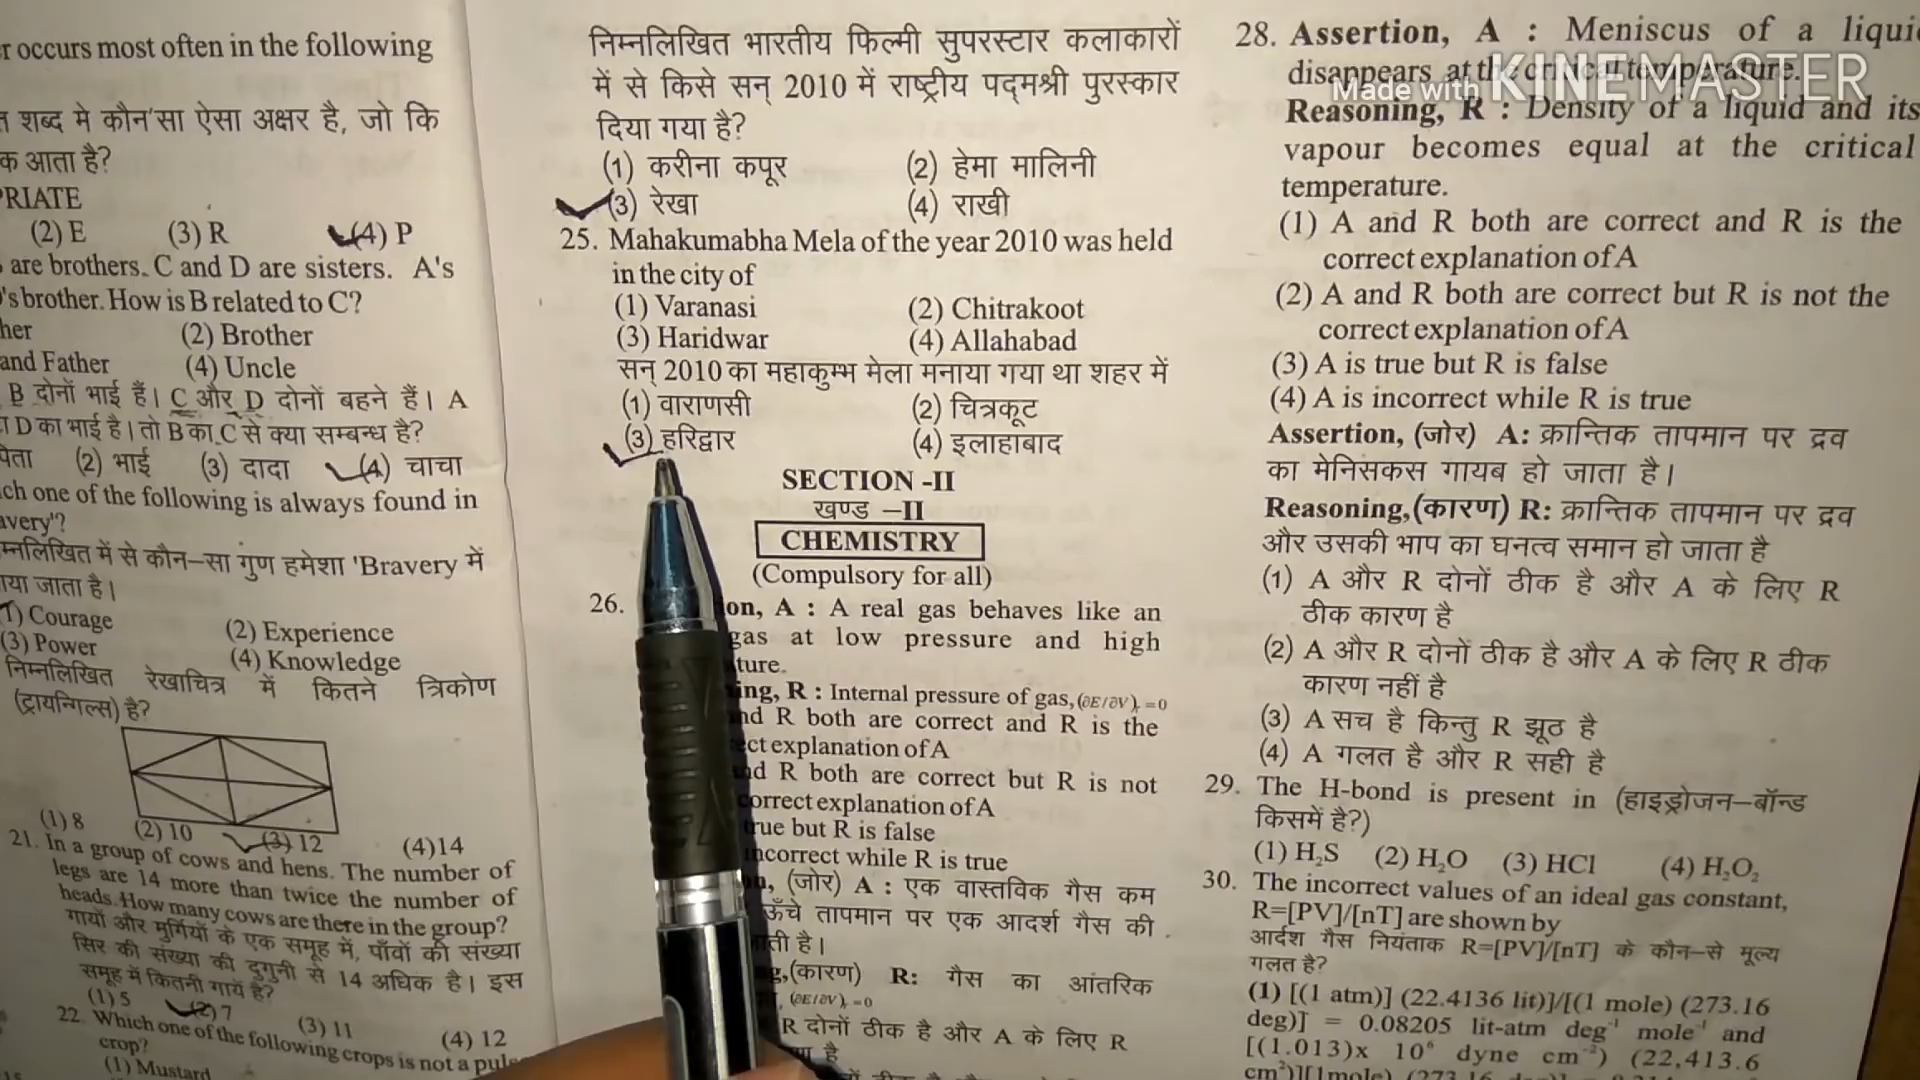 r occurs most often in the following
शब्द मे कौन सा ऐसा अक्षर है, जो कि
क आता है?
PRIATE
(2) E (3) R (4) P
are brothers. C and D are sisters. A's
's brother. How is B related to C?
her (2) Brother
and Father (4) Uncle
B दोनों भाई हैं। C और D दोनों बहने हैं। A
D का भाई है। तो B का C से क्या सम्बन्ध है?
पेता (2) भाई (3) दादा (4) चाचा
ch one of the following is always found in
avery'?
म्नलिखित में से कौन–सा गुण हमेशा 'Bravery में
या जाता है।
1) Courage (2) Experience
(3) Power (4) Knowledge
निम्नलिखित रेखाचित्र में कितने त्रिकोण
(ट्रायन्गिल्स) है?
(1) 8 (2) 10 (3) 12 (4)14
21. In a group of cows and hens. The number of
legs are 14 more than twice the number of
heads. How many cows are there in the group?
गायों और मुर्गियों के एक समूह में, पाँवों की संख्या
सिर की संख्या की दुगुनी से 14 अधिक है। इस
समूह में कितनी गायें है?
(1) 5 (2) 7 (3) 11 (4) 12
22. Which one of the following crops is not a puls
crop?
(1) Mustard
निम्नलिखित भारतीय फिल्मी सुपरस्टार कलाकारों
में से किसे सन् 2010 में राष्ट्रीय पद्मश्री पुरस्कार
दिया गया है?
(1) करीना कपूर (2) हेमा मालिनी
(3) रेखा (4) राखी
25. Mahakumabha Mela of the year 2010 was held
in the city of
(1) Varanasi (2) Chitrakoot
(3) Haridwar (4) Allahabad
सन् 2010 का महाकुम्भ मेला मनाया गया था शहर में
(1) वाराणसी (2) चित्रकूट
(3) हरिद्वार (4) इलाहाबाद
SECTION -II
खण्ड –II
CHEMISTRY
(Compulsory for all)
26. on, A : A real gas behaves like an
gas at low pressure and high
ture.
ing, R : Internal pressure of gas, (∂E/∂V)T = 0
nd R both are correct and R is the
ect explanation of A
nd R both are correct but R is not
correct explanation of A
true but R is false
ncorrect while R is true
on, (जोर) A : एक वास्तविक गैस कम
ऊँचे तापमान पर एक आदर्श गैस की
ाती है।
g,(कारण) R: गैस का आंतरिक
(∂E/∂V)T = 0
R दोनों ठीक है और A के लिए R
है
28. Assertion, A : Meniscus of a liqui
disappears at the critical temperature.
Made with KINEMASTER
Reasoning, R : Density of a liquid and its
vapour becomes equal at the critical
temperature.
(1) A and R both are correct and R is the
correct explanation of A
(2) A and R both are correct but R is not the
correct explanation of A
(3) A is true but R is false
(4) A is incorrect while R is true
Assertion, (जोर) A: क्रान्तिक तापमान पर द्रव
का मेनिसकस गायब हो जाता है।
Reasoning,(कारण) R: क्रान्तिक तापमान पर द्रव
और उसकी भाप का घनत्व समान हो जाता है
(1) A और R दोनों ठीक है और A के लिए R
ठीक कारण है
(2) A और R दोनों ठीक है और A के लिए R ठीक
कारण नहीं है
(3) A सच है किन्तु R झूठ है
(4) A गलत है और R सही है
29. The H-bond is present in (हाइड्रोजन–बॉन्ड
किसमें है?)
(1) H₂S (2) H₂O (3) HCl (4) H₂O₂
30. The incorrect values of an ideal gas constant,
R=[PV]/[nT] are shown by
आर्दश गैस नियंताक R=[PV]/[nT] के कौन–से मूल्य
गलत है?
(1) [(1 atm)] (22.4136 lit)]/[(1 mole) (273.16
deg)] = 0.08205 lit-atm deg⁻¹ mole⁻¹ and
[(1.013)x 10⁶ dyne cm⁻²) (22,413.6
cm³)][1mole) (273.16